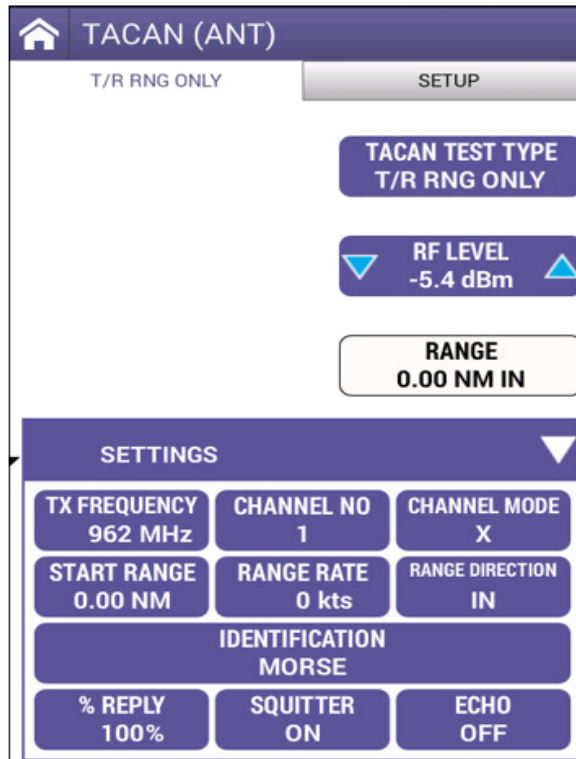 TACAN (ANT)
T/R RNG ONLY
SETUP
TACAN TEST TYPE
T/R RNG ONLY
RF LEVEL
-5.4 dBm
RANGE
0.00 NM IN
SETTINGS
TX FREQUENCY
962 MHz
CHANNEL NO
1
CHANNEL MODE
X
START RANGE
0.00 NM
RANGE RATE
0 kts
RANGE DIRECTION
IN
IDENTIFICATION
MORSE
% REPLY
100%
SQUITTER
ON
ECHO
OFF